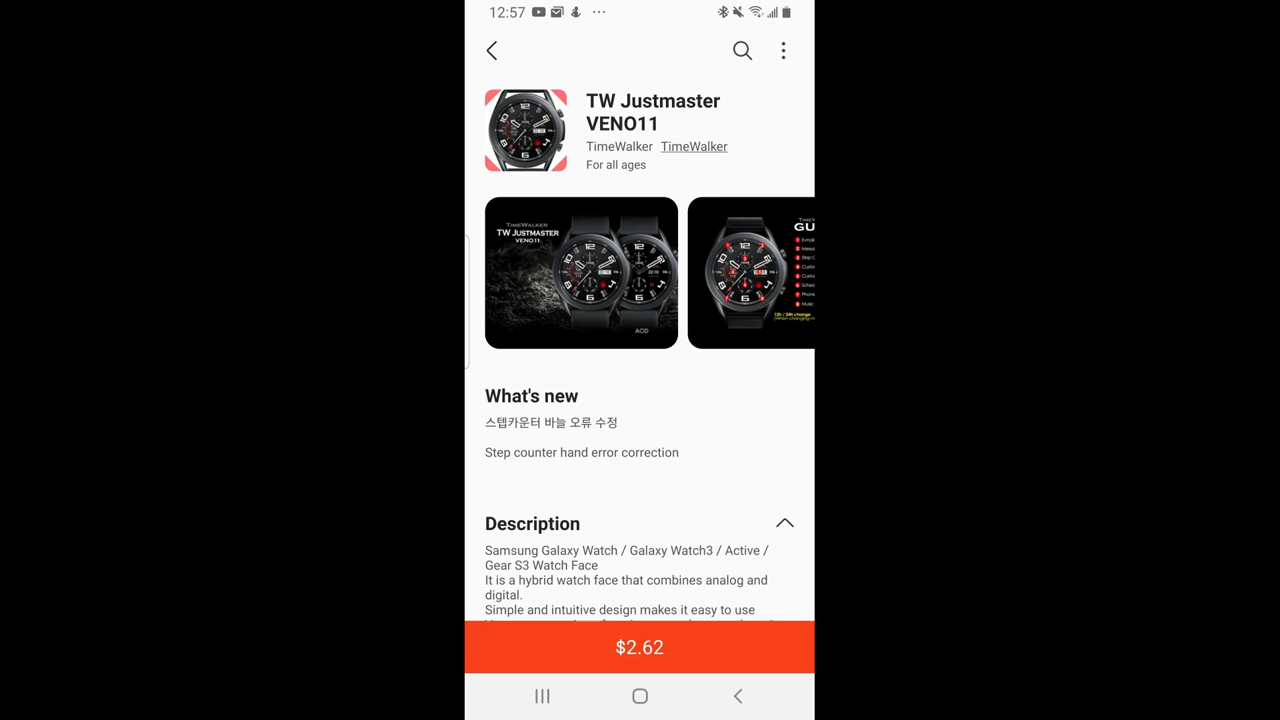 12:57
TW Justmaster
VENO11
TimeWalker TimeWalker
For all ages
TIMEWALKER
TW JUSTMASTER
VENO11
AOD
GU
What's new
스텝카운터 바늘 오류 수정
Step counter hand error correction
Description
Samsung Galaxy Watch / Galaxy Watch3 / Active /
Gear S3 Watch Face
It is a hybrid watch face that combines analog and
digital.
Simple and intuitive design makes it easy to use
$2.62